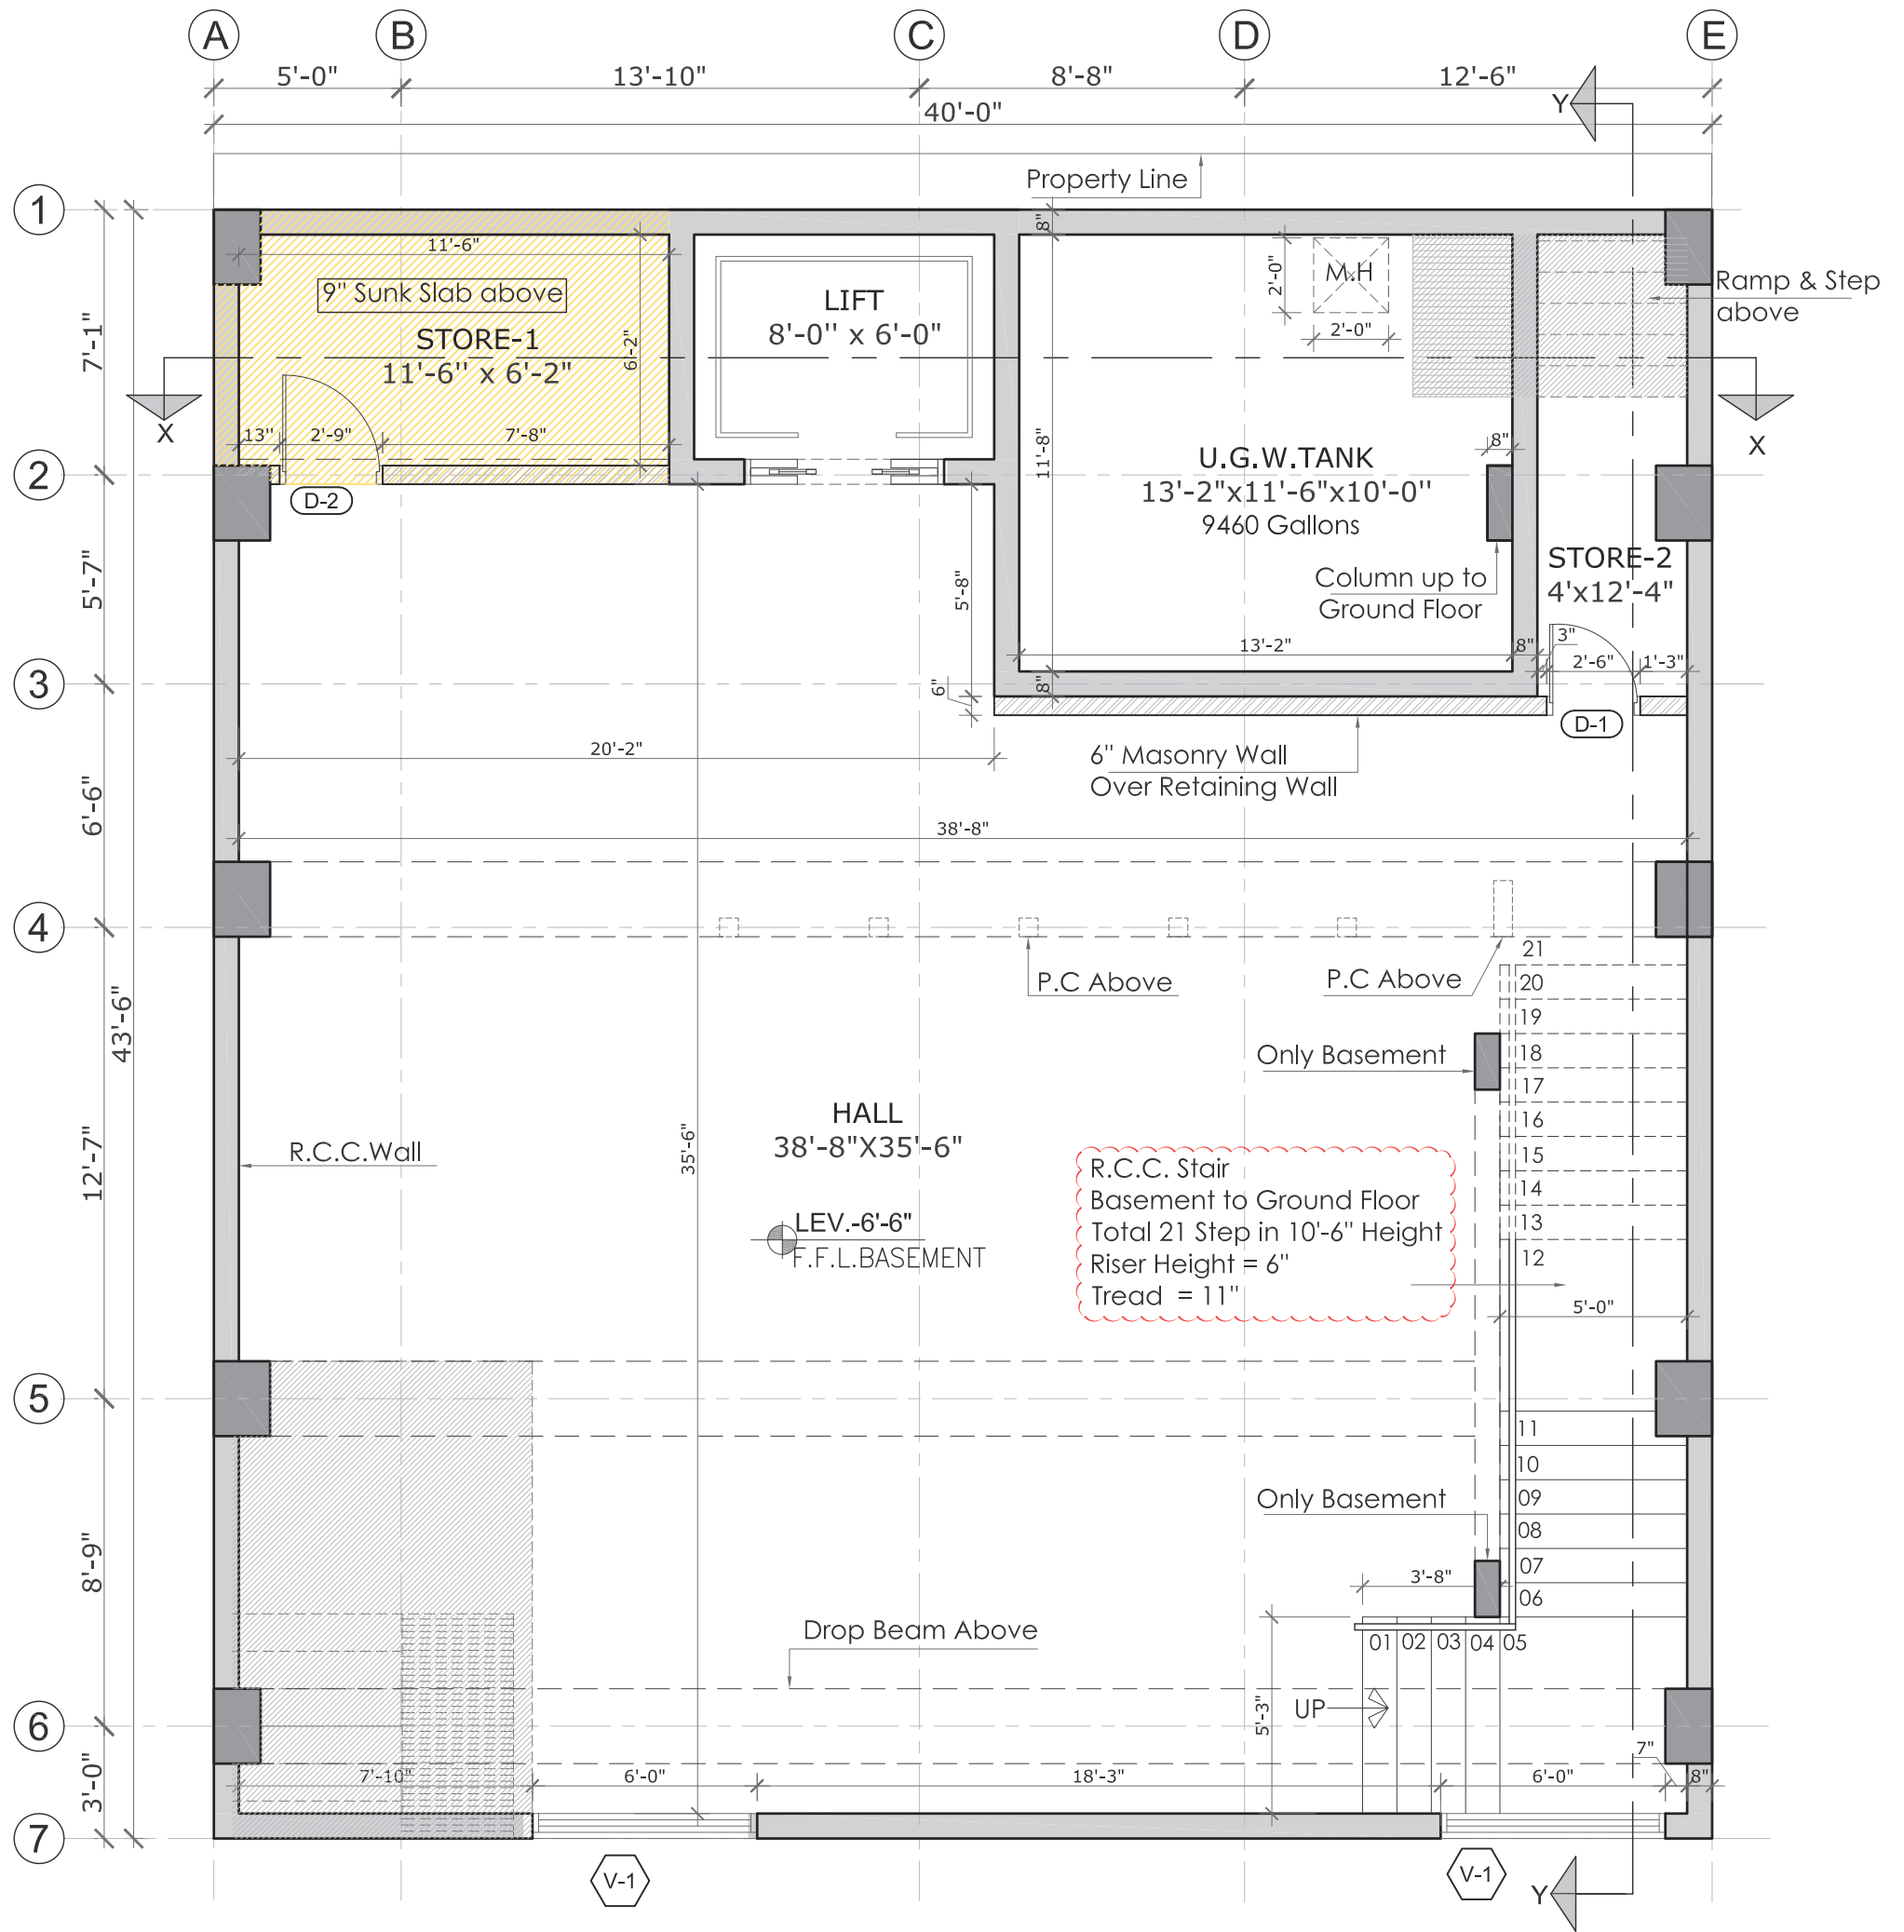 A B C D E
5'-0" 13'-10" 8'-8" 12'-6"
Y
40'-0"
Property Line
1
8"
11'-6"
9" Sunk Slab above
STORE-1
11'-6" x 6'-2"
6'-2"
LIFT
8'-0" x 6'-0"
2'-0"
M.H
2'-0"
Ramp & Step
above
7'-1"
X
X
13"
2'-9"
7'-8"
D-2
2
11'-8"
8"
U.G.W.TANK
13'-2"x11'-6"x10'-0"
9460 Gallons
Column up to
Ground Floor
STORE-2
4'x12'-4"
5'-7"
5'-8"
13'-2"
8"
3"
2'-6"
1'-3"
3
6"
8"
D-1
20'-2"
6" Masonry Wall
Over Retaining Wall
6'-6"
38'-8"
4
P.C Above
P.C Above
21
20
19
18
17
16
15
14
13
12
43'-6"
Only Basement
HALL
38'-8"X35'-6"
35'-6"
R.C.C.Wall
12'-7"
R.C.C. Stair
Basement to Ground Floor
Total 21 Step in 10'-6" Height
Riser Height = 6"
Tread = 11"
LEV.-6'-6"
F.F.L.BASEMENT
5'-0"
5
11
10
09
08
07
06
Only Basement
8'-9"
3'-8"
Drop Beam Above
01 02 03 04 05
5'-3"
UP
6
3'-0"
7'-10"
6'-0"
18'-3"
6'-0"
7"
8"
7
V-1
V-1
Y